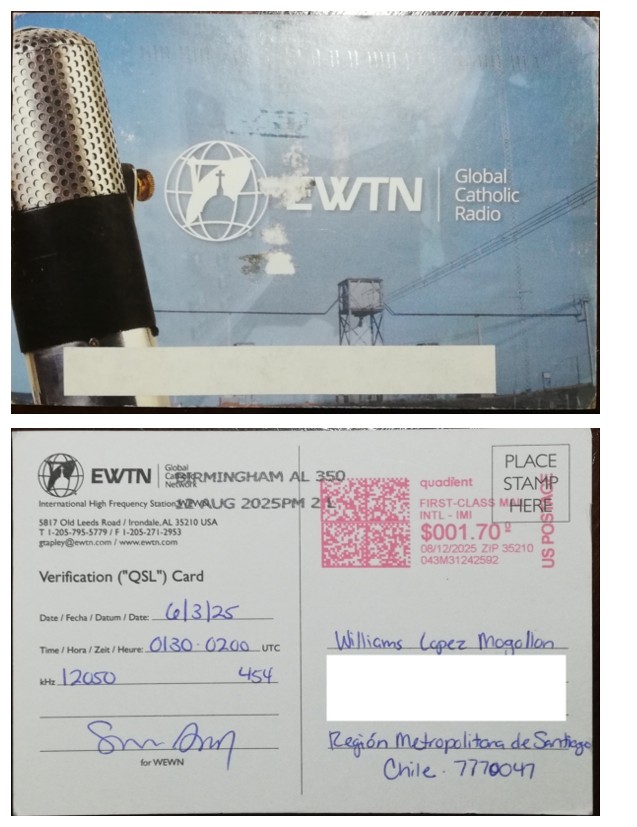 EWTN
Global
Catholic
Radio
EWTN
Global
Catholic
Network
BIRMINGHAM AL 350
International High Frequency Station WEWN
12 AUG 2025PM 2 L
5817 Old Leeds Road / Irondale, AL 35210 USA
T 1-205-795-5779 / F 1-205-271-2953
gtapley@ewtn.com / www.ewtn.com
Verification ("QSL") Card
Date / Fecha / Datum / Date: 6/3/25
Time / Hora / Zeit / Heure: 0130-0200 UTC
kHz 12050 454
for WEWN
PLACE
STAMP
HERE
quadient
FIRST-CLASS MAIL
INTL - IMI
$001.70⁰
08/12/2025 ZIP 35210
043M31242592
US POSTAGE
Williams Lopez Mogollon
Región Metropolitana de Santiago
Chile. 7770047